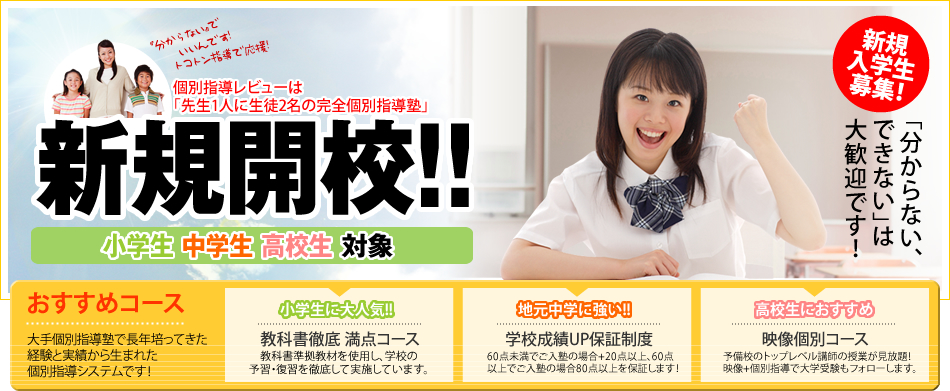 『分からない。』で
いいんです!
トコトン指導で応援!
個別指導レビューは
「先生1人に生徒2名の完全個別指導塾」
新規開校!!
小学生 中学生 高校生 対象
新規
入学生
募集!
「分からない、
できない」は
大歓迎です!
おすすめコース
大手個別指導塾で長年培ってきた
経験と実績から生まれた
個別指導システムです!
小学生に大人気!!
教科書徹底 満点コース
教科書準拠教材を使用し、学校の
予習・復習を徹底して実施しています。
地元中学に強い!!
学校成績UP保証制度
60点未満でご入塾の場合+20点以上、60点
以上でご入塾の場合80点以上を保証します!
高校生におすすめ
映像個別コース
予備校のトップレベル講師の授業が見放題!
映像+個別指導で大学受験もフォローします。